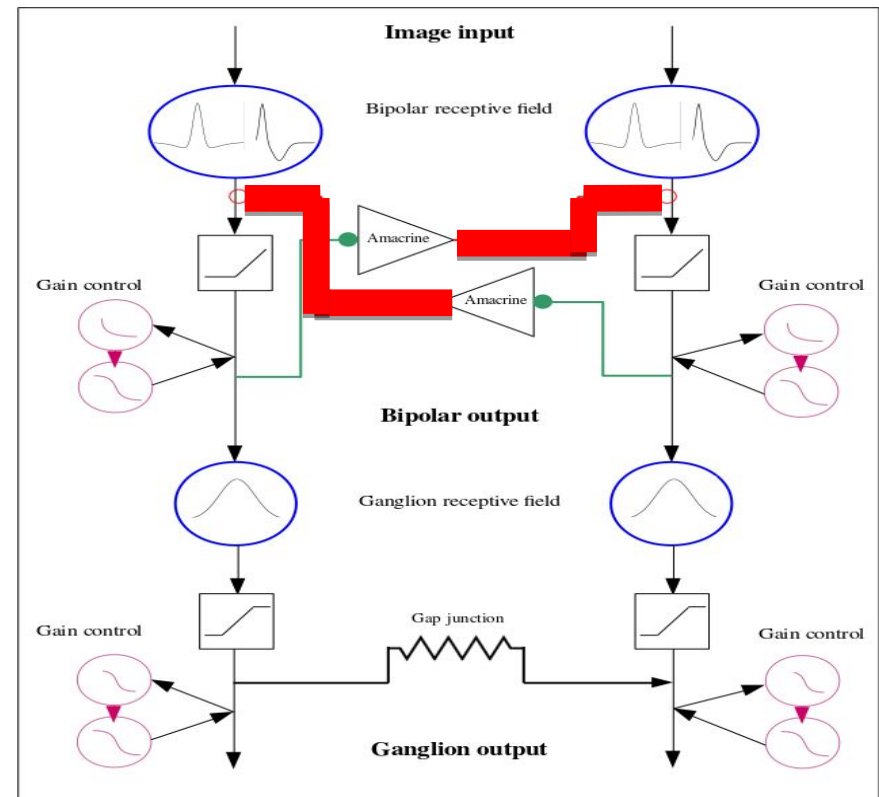 Image input
Bipolar receptive field
Amacrine
Gain control
Amacrine
Gain control
Bipolar output
Ganglion receptive field
Gap junction
Gain control
Gain control
Ganglion output